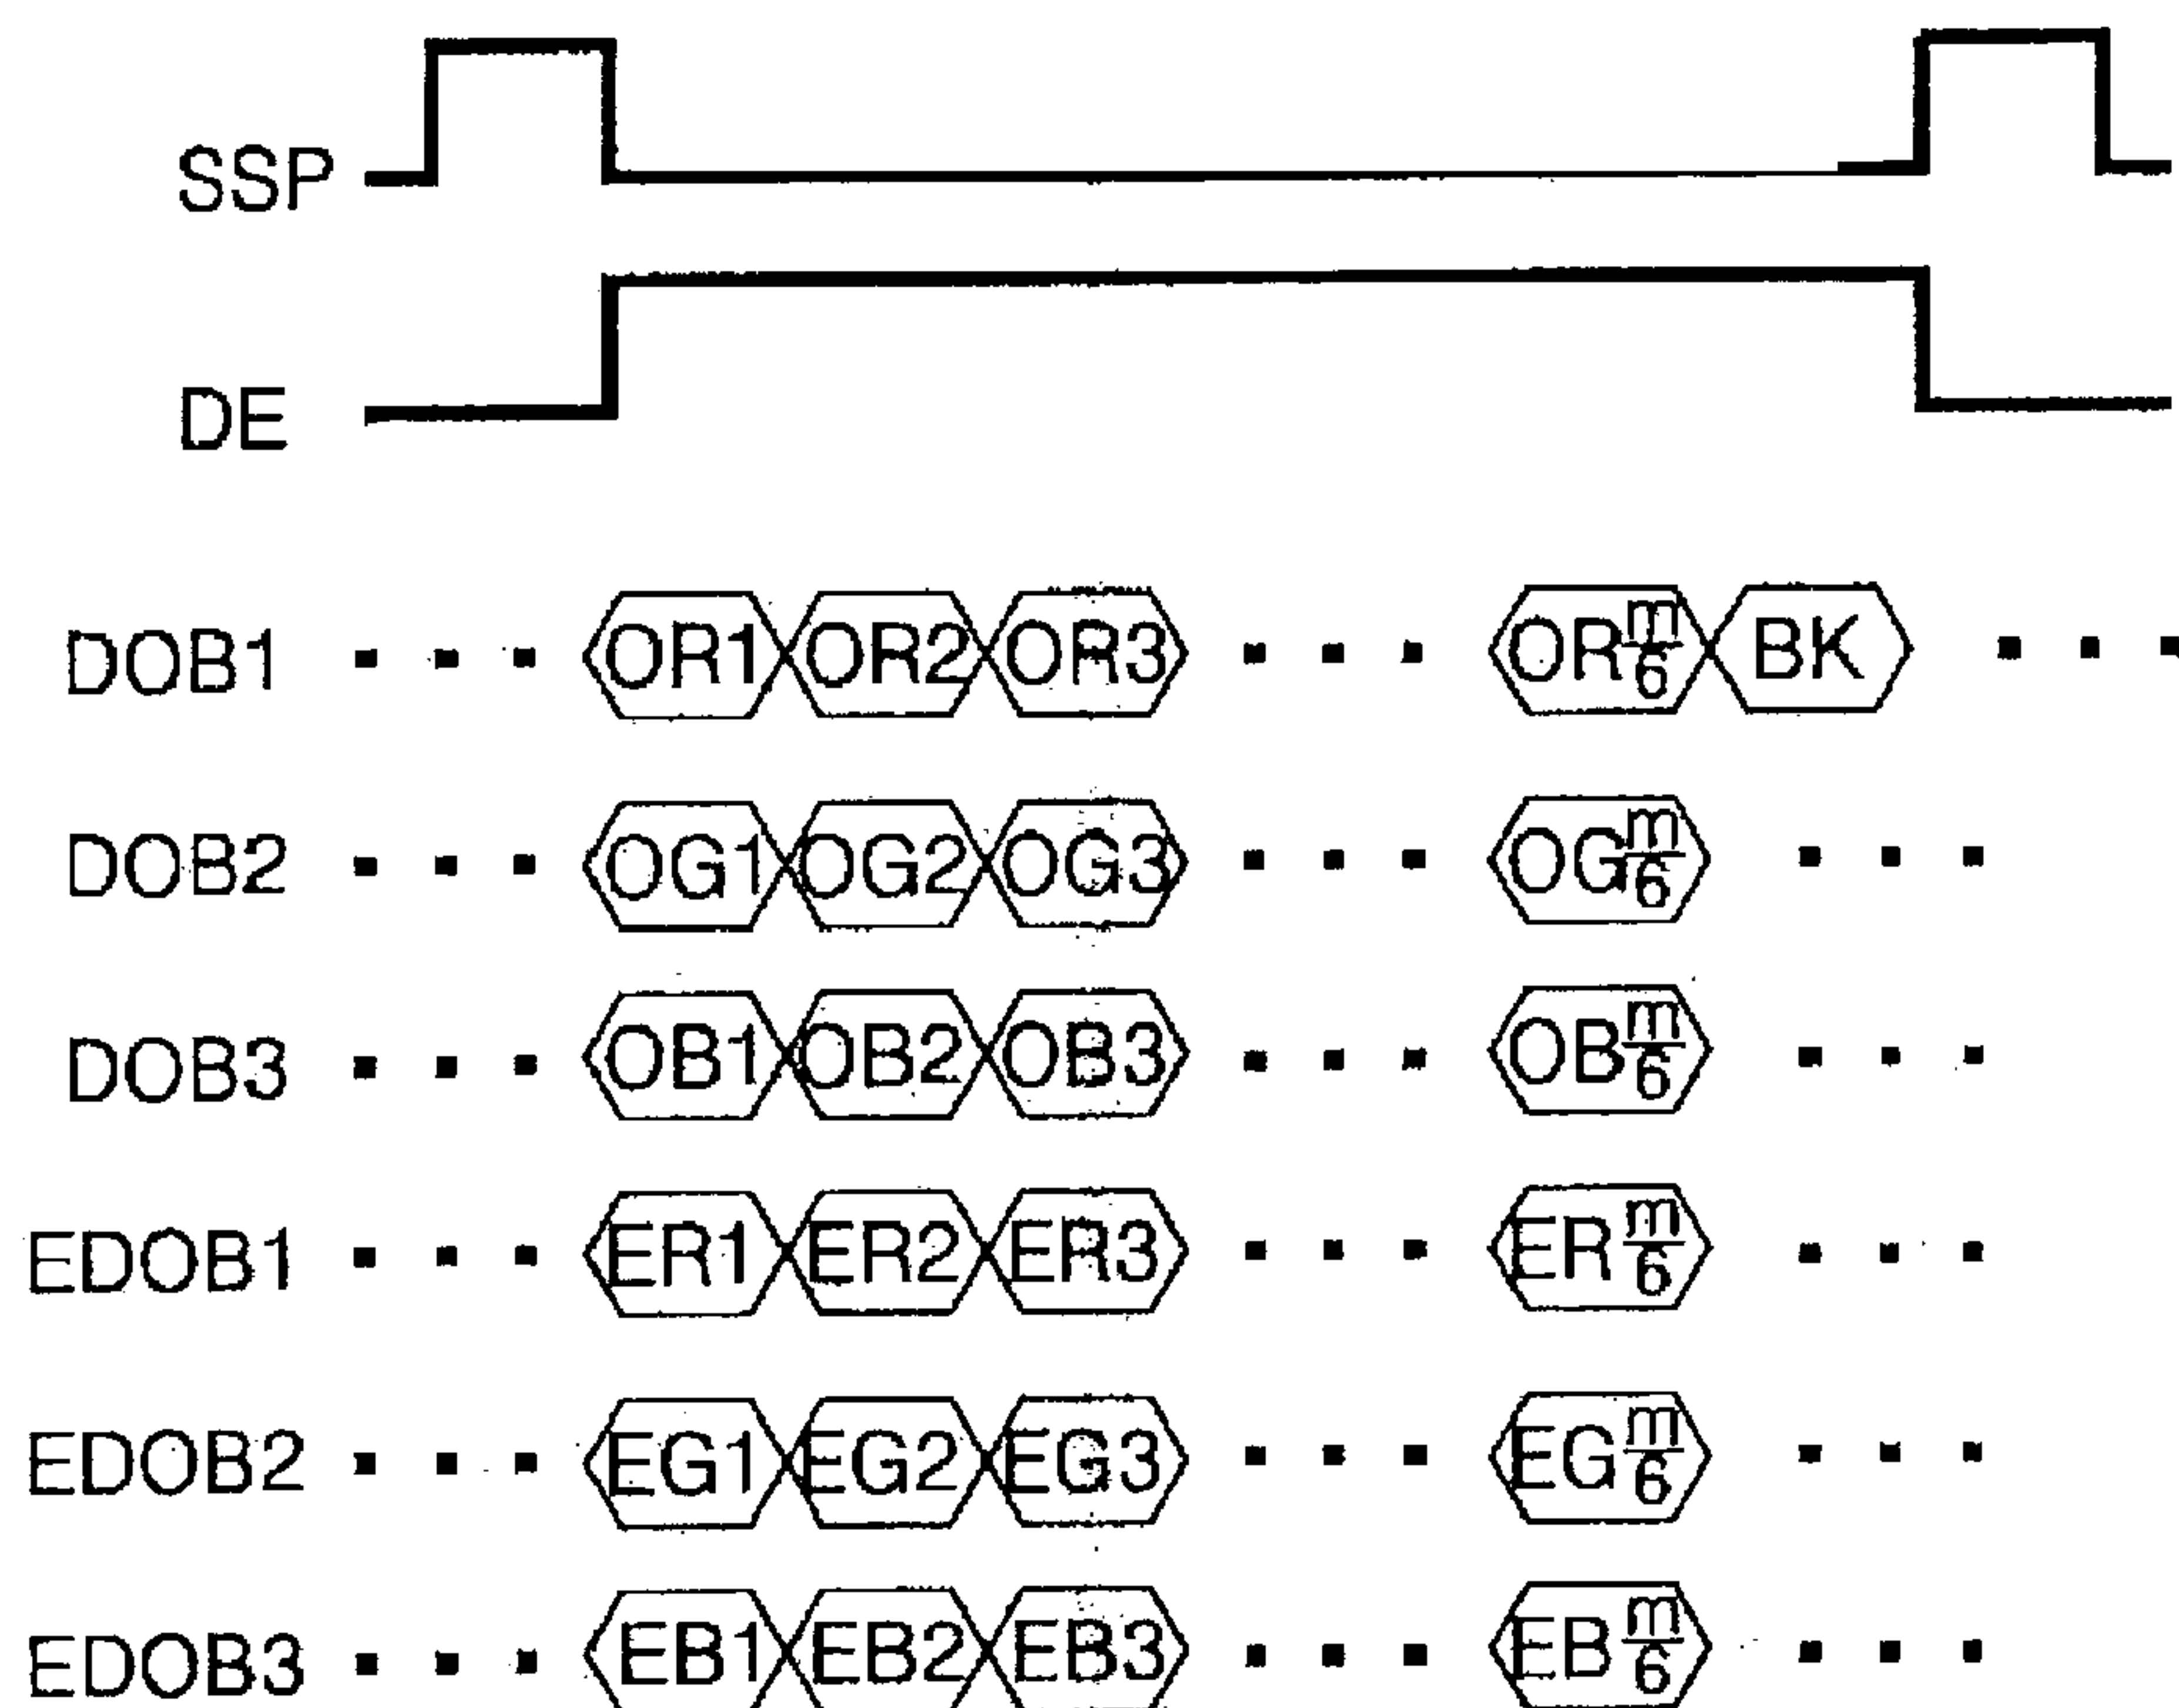 SSP
DE
DOB1 ▪ ▪ ▪ OR1 OR2 OR3 ▪ ▪ ▪ OR m/6 BK ▪ ▪ ▪
DOB2 ▪ ▪ ▪ OG1 OG2 OG3 ▪ ▪ ▪ OG m/6 ▪ ▪ ▪
DOB3 ▪ ▪ ▪ OB1 OB2 OB3 ▪ ▪ ▪ OB m/6 ▪ ▪ ▪
EDOB1 ▪ ▪ ▪ ER1 ER2 ER3 ▪ ▪ ▪ ER m/6 ▪ ▪ ▪
EDOB2 ▪ ▪ ▪ EG1 EG2 EG3 ▪ ▪ ▪ EG m/6 ▪ ▪ ▪
EDOB3 ▪ ▪ ▪ EB1 EB2 EB3 ▪ ▪ ▪ EB m/6 ▪ ▪ ▪